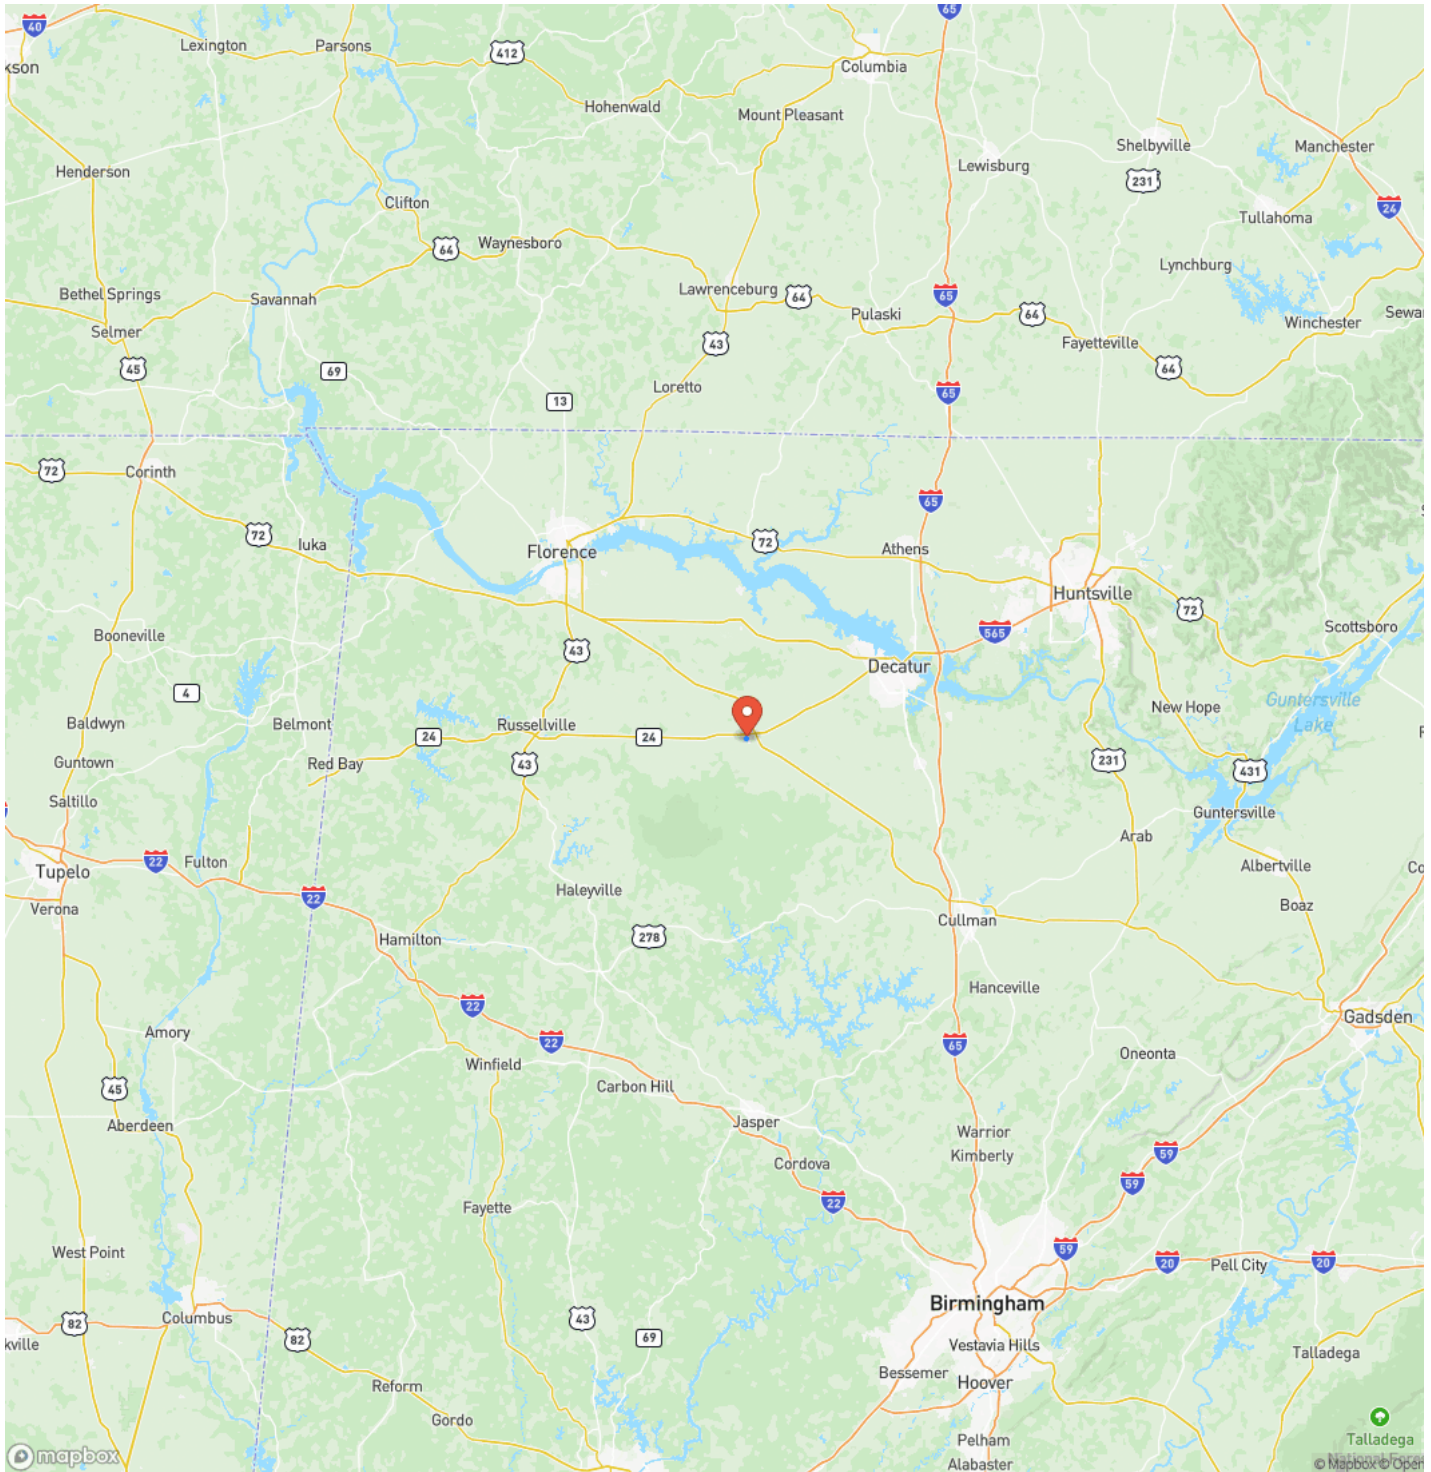 65
40
Lexington
Parsons
412
kson
Columbia
Hohenwald
Mount Pleasant
Shelbyville
Manchester
Henderson
Lewisburg
231
Clifton
24
Tullahoma
Waynesboro
64
Lynchburg
Bethel Springs
Savannah
Lawrenceburg
64
65
Pulaski
64
Winchester
Sewa
Selmer
43
Fayetteville
45
69
64
Loretto
65
13
72
Corinth
65
72
Iuka
Florence
72
Athens
Huntsville
72
Booneville
565
Scottsboro
43
Decatur
4
Guntersville
Lake
New Hope
Baldwyn
Belmont
Russellville
24
24
Guntown
Red Bay
43
231
431
Saltillo
Guntersville
Arab
Tupelo
22
Fulton
Albertville
Co
22
Haleyville
Verona
Boaz
Cullman
Hamilton
278
Hanceville
22
Gadsden
Amory
22
65
Oneonta
Winfield
45
Carbon Hill
Aberdeen
Jasper
Warrior
Kimberly
59
Cordova
59
22
Fayette
West Point
59
20
Pell City
20
Birmingham
82
Columbus
43
82
69
kville
Vestavia Hills
Talladega
Bessemer
Hoover
Reform
Gordo
Pelham
Talladega
National Fores
mapbox
Alabaster
© Mapbox © Open